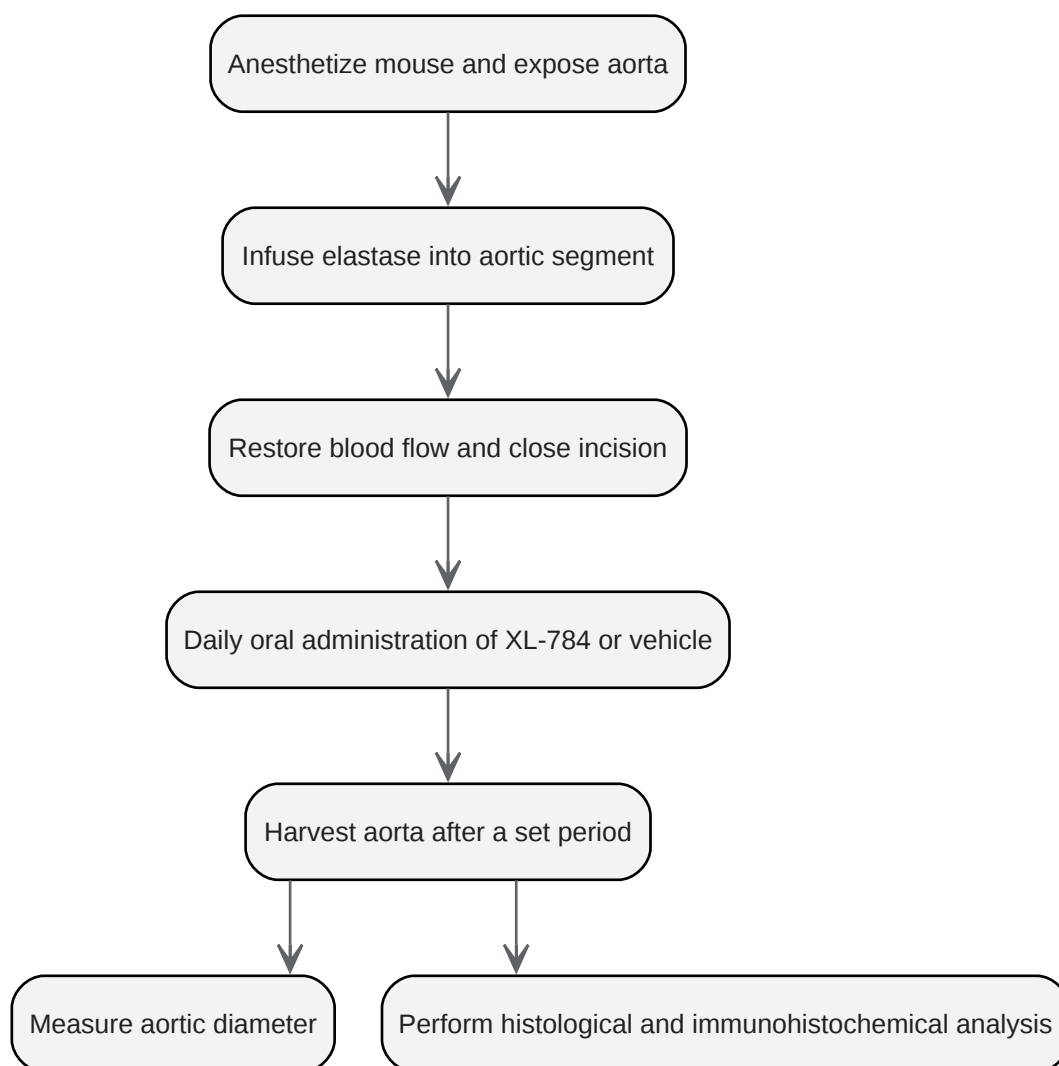 Anesthetize mouse and expose aorta
Infuse elastase into aortic segment
Restore blood flow and close incision
Daily oral administration of XL-784 or vehicle
Harvest aorta after a set period
Measure aortic diameter
Perform histological and immunohistochemical analysis